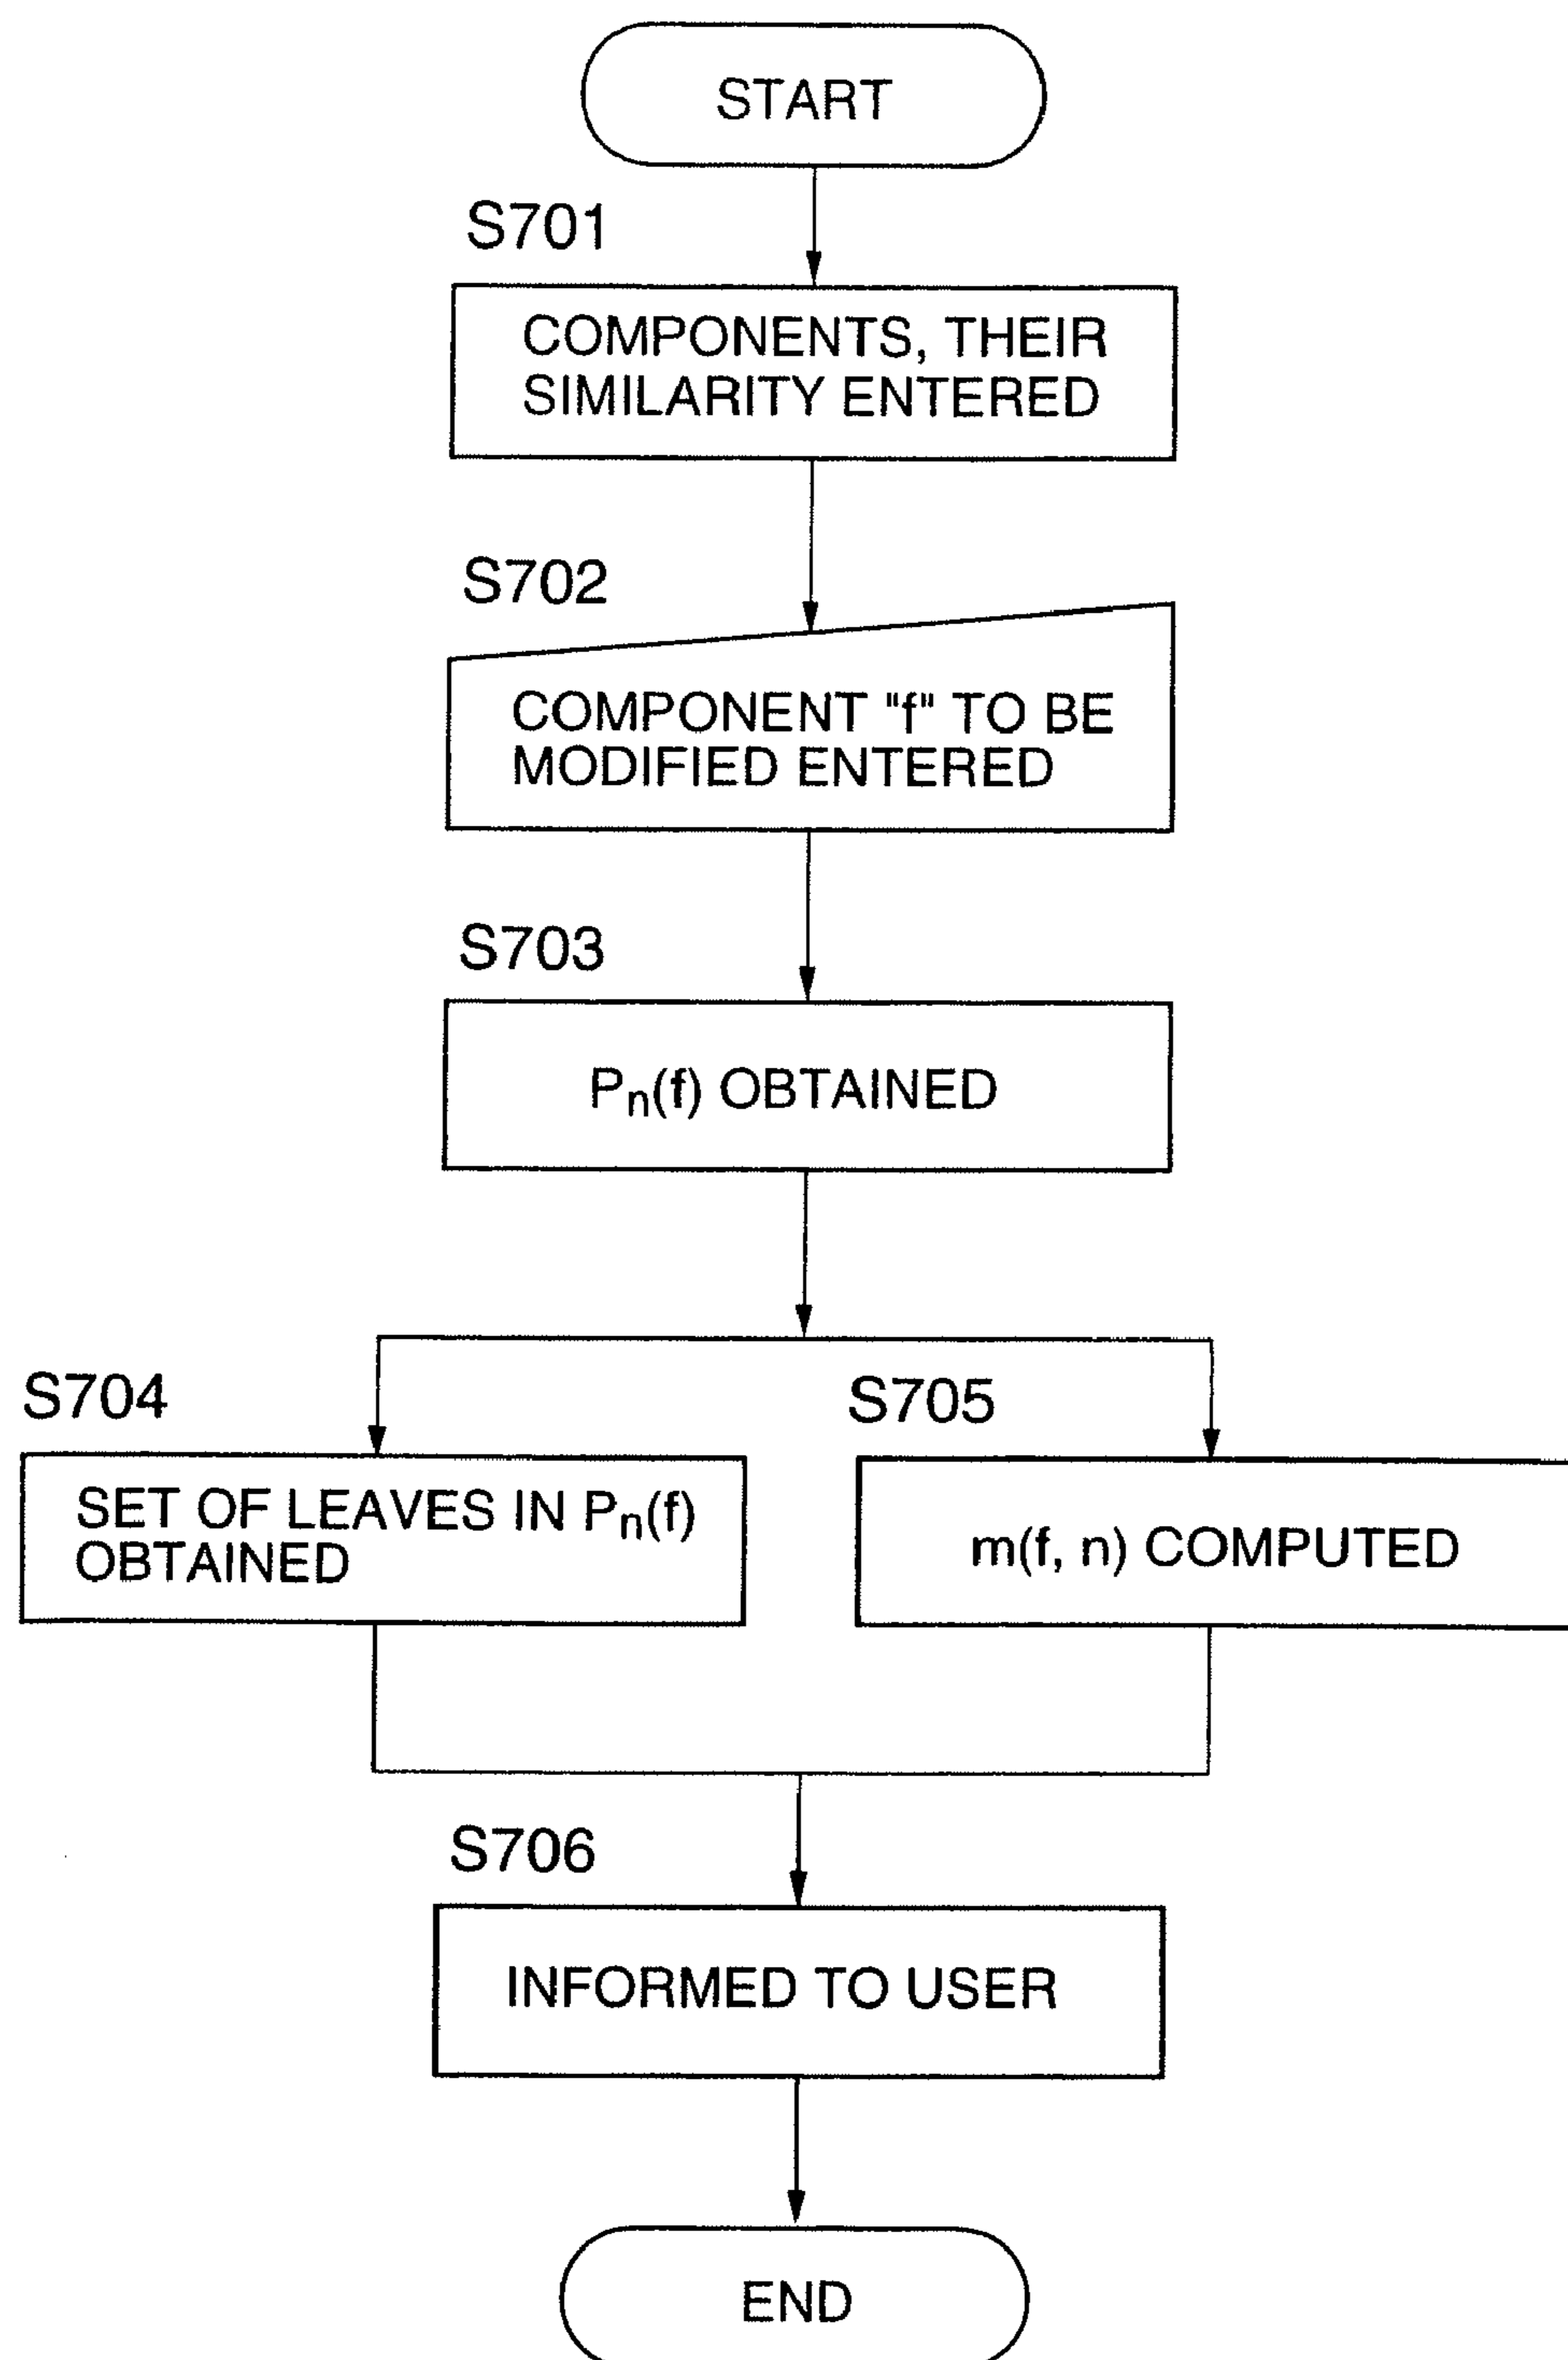 START
S701
COMPONENTS, THEIR
SIMILARITY ENTERED
S702
COMPONENT "f" TO BE
MODIFIED ENTERED
S703
Pn(f) OBTAINED
S704
SET OF LEAVES IN Pn(f)
OBTAINED
S705
m(f, n) COMPUTED
S706
INFORMED TO USER
END